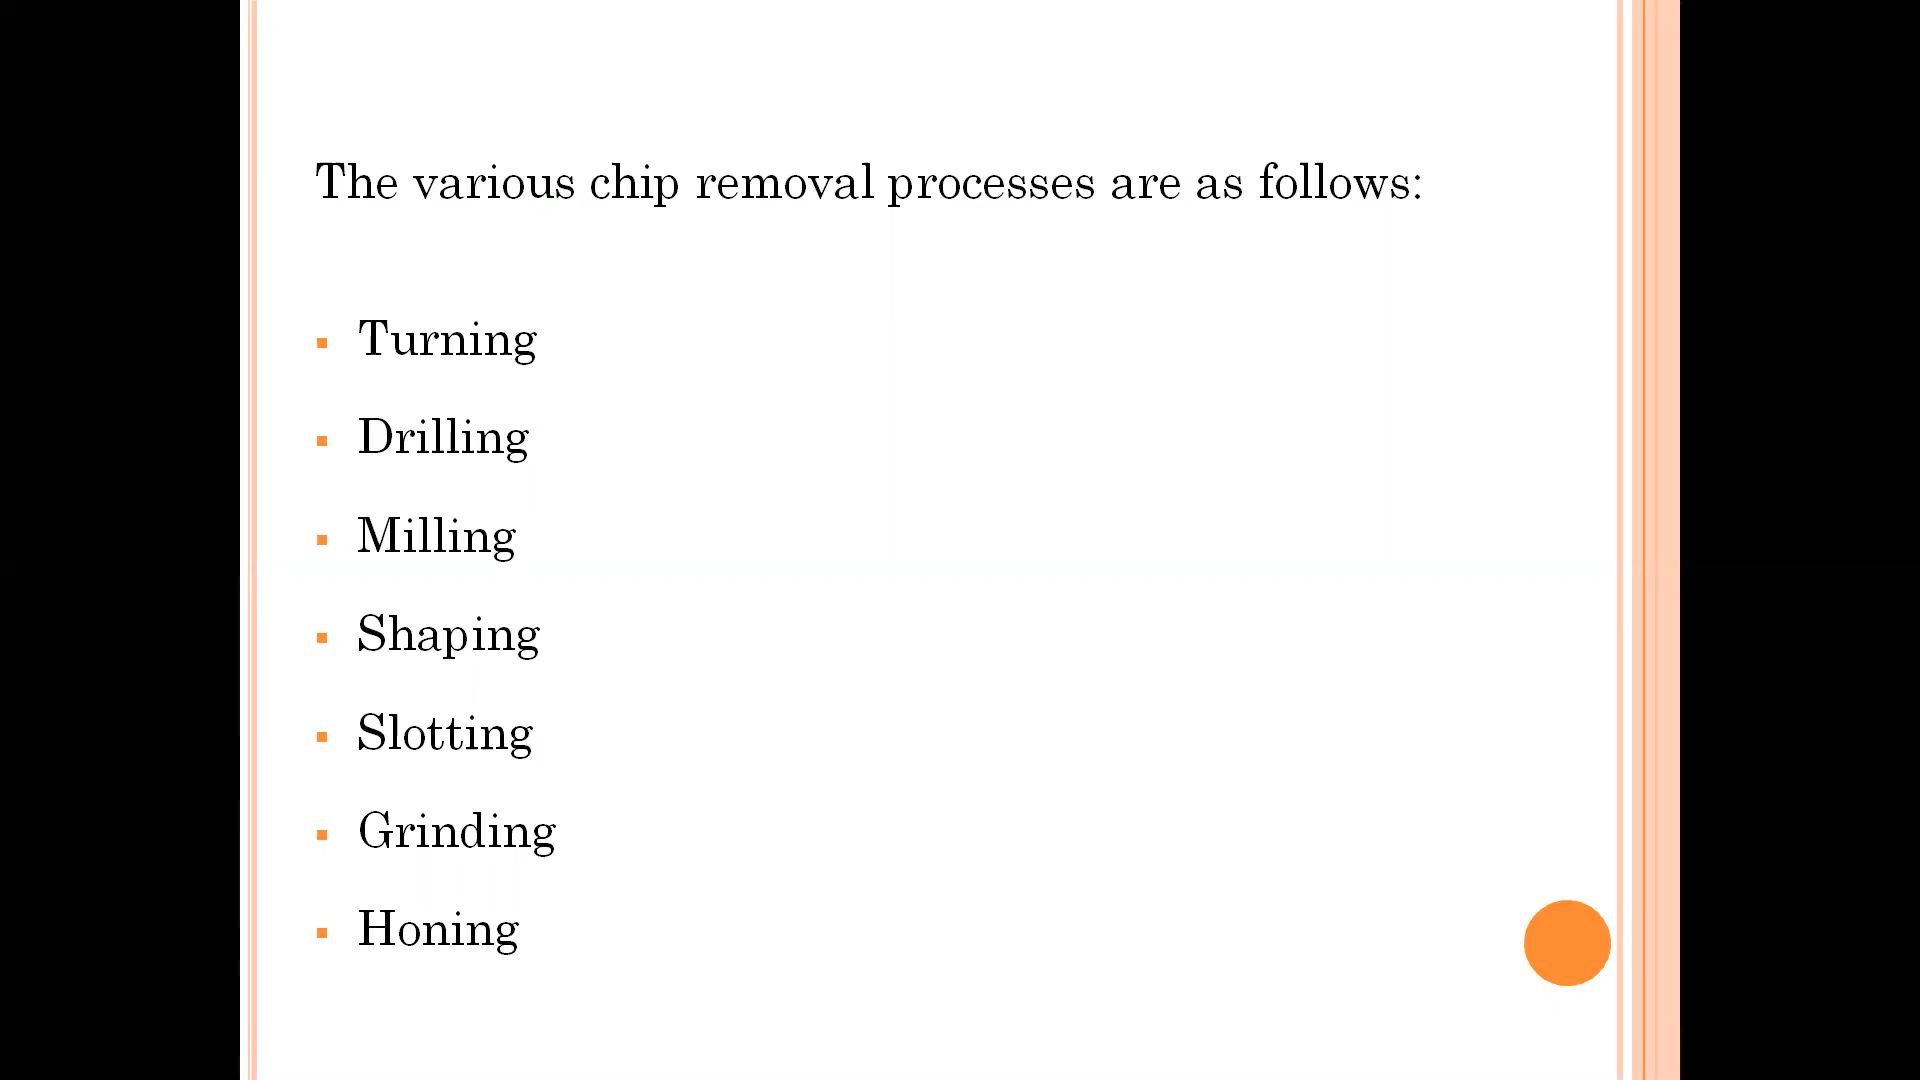 The various chip removal processes are as follows:
Turning
Drilling
Milling
Shaping
Slotting
Grinding
Honing